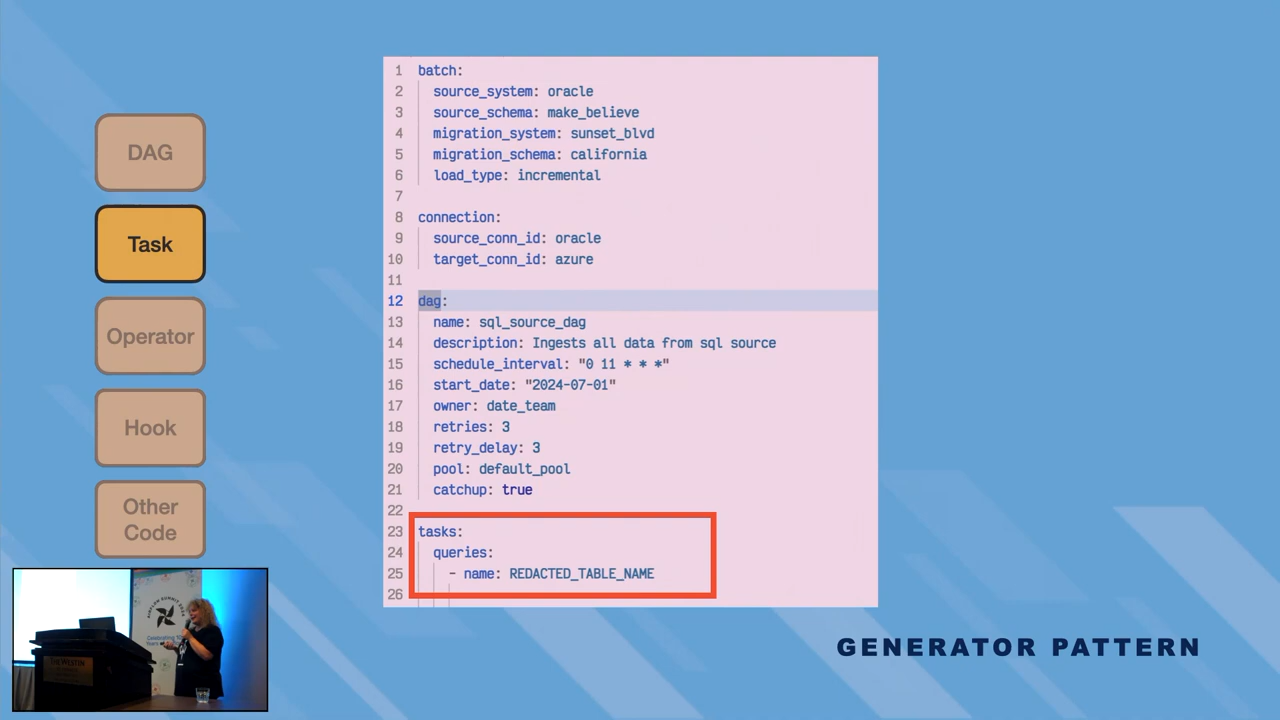 DAG
Task
Operator
Hook
Other
Code
1 batch:
2 source_system: oracle
3 source_schema: make_believe
4 migration_system: sunset_blvd
5 migration_schema: california
6 load_type: incremental
7
8 connection:
9 source_conn_id: oracle
10 target_conn_id: azure
11
12 dag:
13 name: sql_source_dag
14 description: Ingests all data from sql source
15 schedule_interval: "0 11 * * *"
16 start_date: "2024-07-01"
17 owner: date_team
18 retries: 3
19 retry_delay: 3
20 pool: default_pool
21 catchup: true
22
23 tasks:
24 queries:
25 - name: REDACTED_TABLE_NAME
26
GENERATOR PATTERN
THE WESTIN